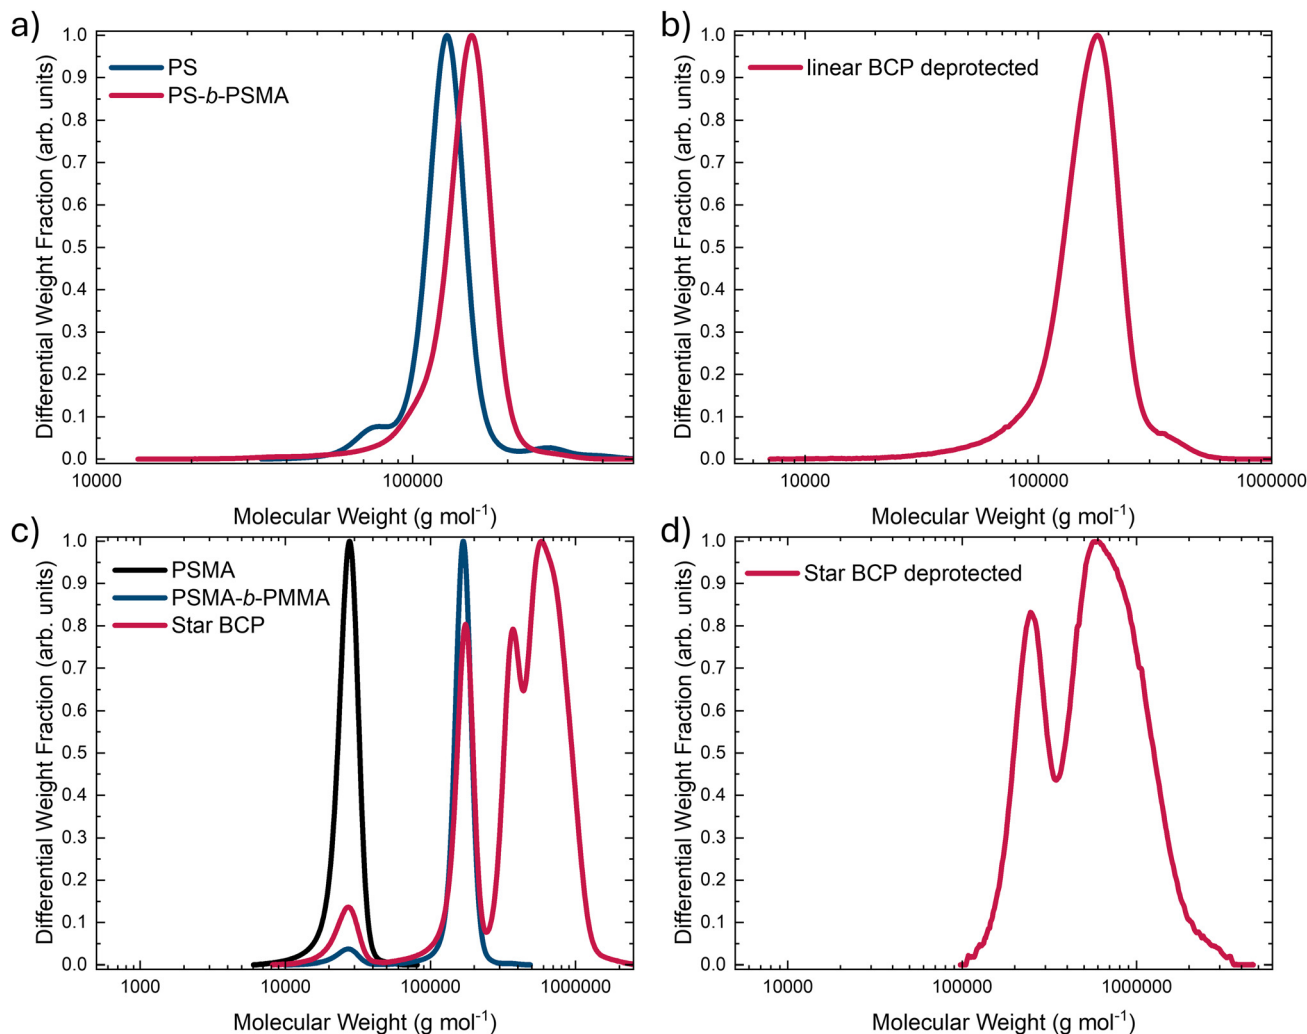 a)
Differential Weight Fraction (arb. units)
1.0
0.9
0.8
0.7
0.6
0.5
0.4
0.3
0.2
0.1
0.0
PS
PS-b-PSMA
10000
100000
Molecular Weight (g mol⁻¹)
b)
Differential Weight Fraction (arb. units)
1.0
0.9
0.8
0.7
0.6
0.5
0.4
0.3
0.2
0.1
0.0
linear BCP deprotected
10000
100000
1000000
Molecular Weight (g mol⁻¹)
c)
Differential Weight Fraction (arb. units)
1.0
0.9
0.8
0.7
0.6
0.5
0.4
0.3
0.2
0.1
0.0
PSMA
PSMA-b-PMMA
Star BCP
1000
10000
100000
1000000
Molecular Weight (g mol⁻¹)
d)
Differential Weight Fraction (arb. units)
1.0
0.9
0.8
0.7
0.6
0.5
0.4
0.3
0.2
0.1
0.0
Star BCP deprotected
10000
100000
1000000
Molecular Weight (g mol⁻¹)